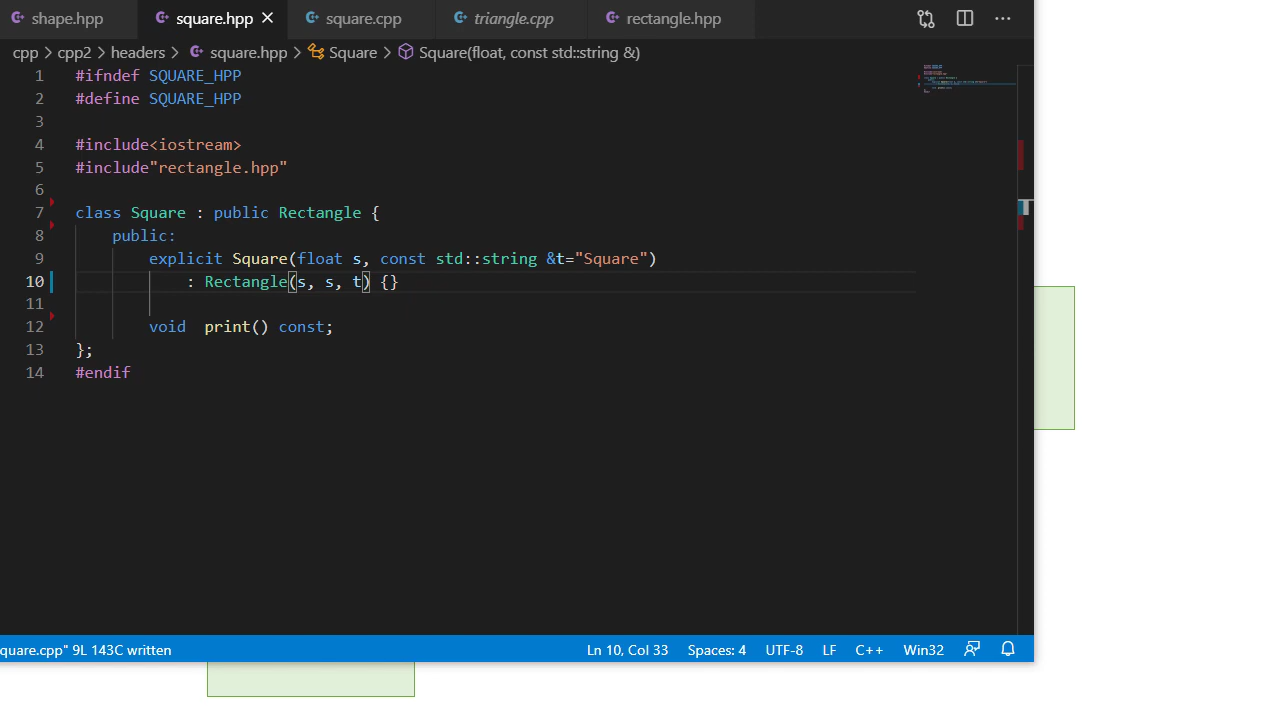 shape.hpp square.hpp square.cpp triangle.cpp rectangle.hpp
cpp cpp2 headers square.hpp Square Square(float, const std::string &)
1 #ifndef SQUARE_HPP
2 #define SQUARE_HPP
3
4 #include<iostream>
5 #include"rectangle.hpp"
6
7 class Square : public Rectangle {
8 public:
9 explicit Square(float s, const std::string &t="Square")
10 : Rectangle(s, s, t) {}
11
12 void  print() const;
13 };
14 #endif
quare.cpp" 9L 143C written Ln 10, Col 33 Spaces: 4 UTF-8 LF C++ Win32